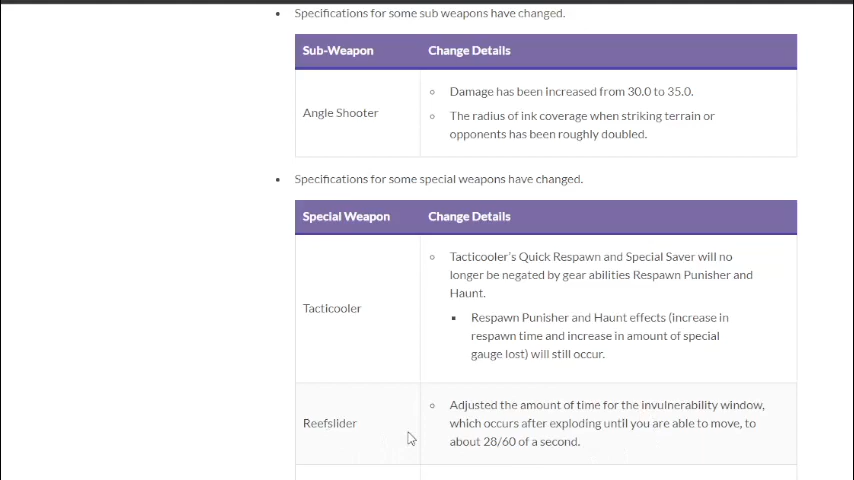 Specifications for some sub weapons have changed.
Sub-Weapon
Change Details
Angle Shooter
Damage has been increased from 30.0 to 35.0.
The radius of ink coverage when striking terrain or
opponents has been roughly doubled.
Specifications for some special weapons have changed.
Special Weapon
Change Details
Tacticooler
Tacticooler’s Quick Respawn and Special Saver will no
longer be negated by gear abilities Respawn Punisher and
Haunt.
Respawn Punisher and Haunt effects (increase in
respawn time and increase in amount of special
gauge lost) will still occur.
Reefslider
Adjusted the amount of time for the invulnerability window,
which occurs after exploding until you are able to move, to
about 28/60 of a second.